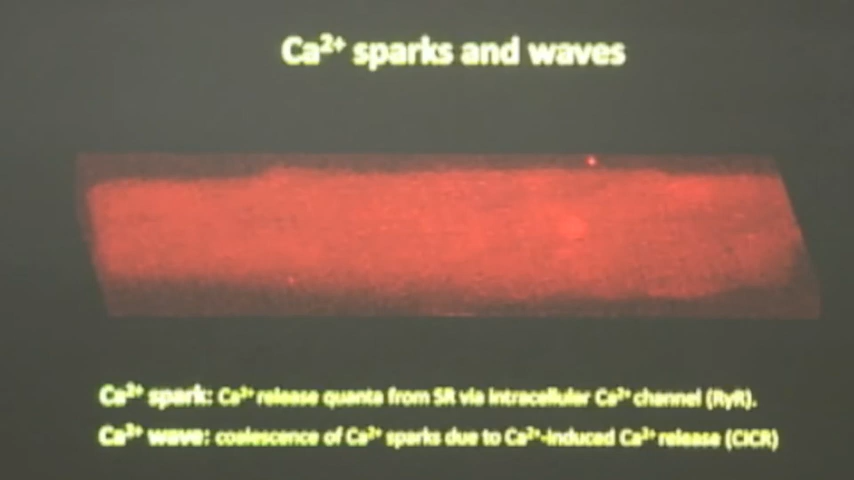 Ca²⁺ sparks and waves
Ca²⁺ spark: Ca²⁺ release quanta from SR via intracellular Ca²⁺ channel (RyR).
Ca²⁺ wave: coalescence of Ca²⁺ sparks due to Ca²⁺-induced Ca²⁺ release (CICR)